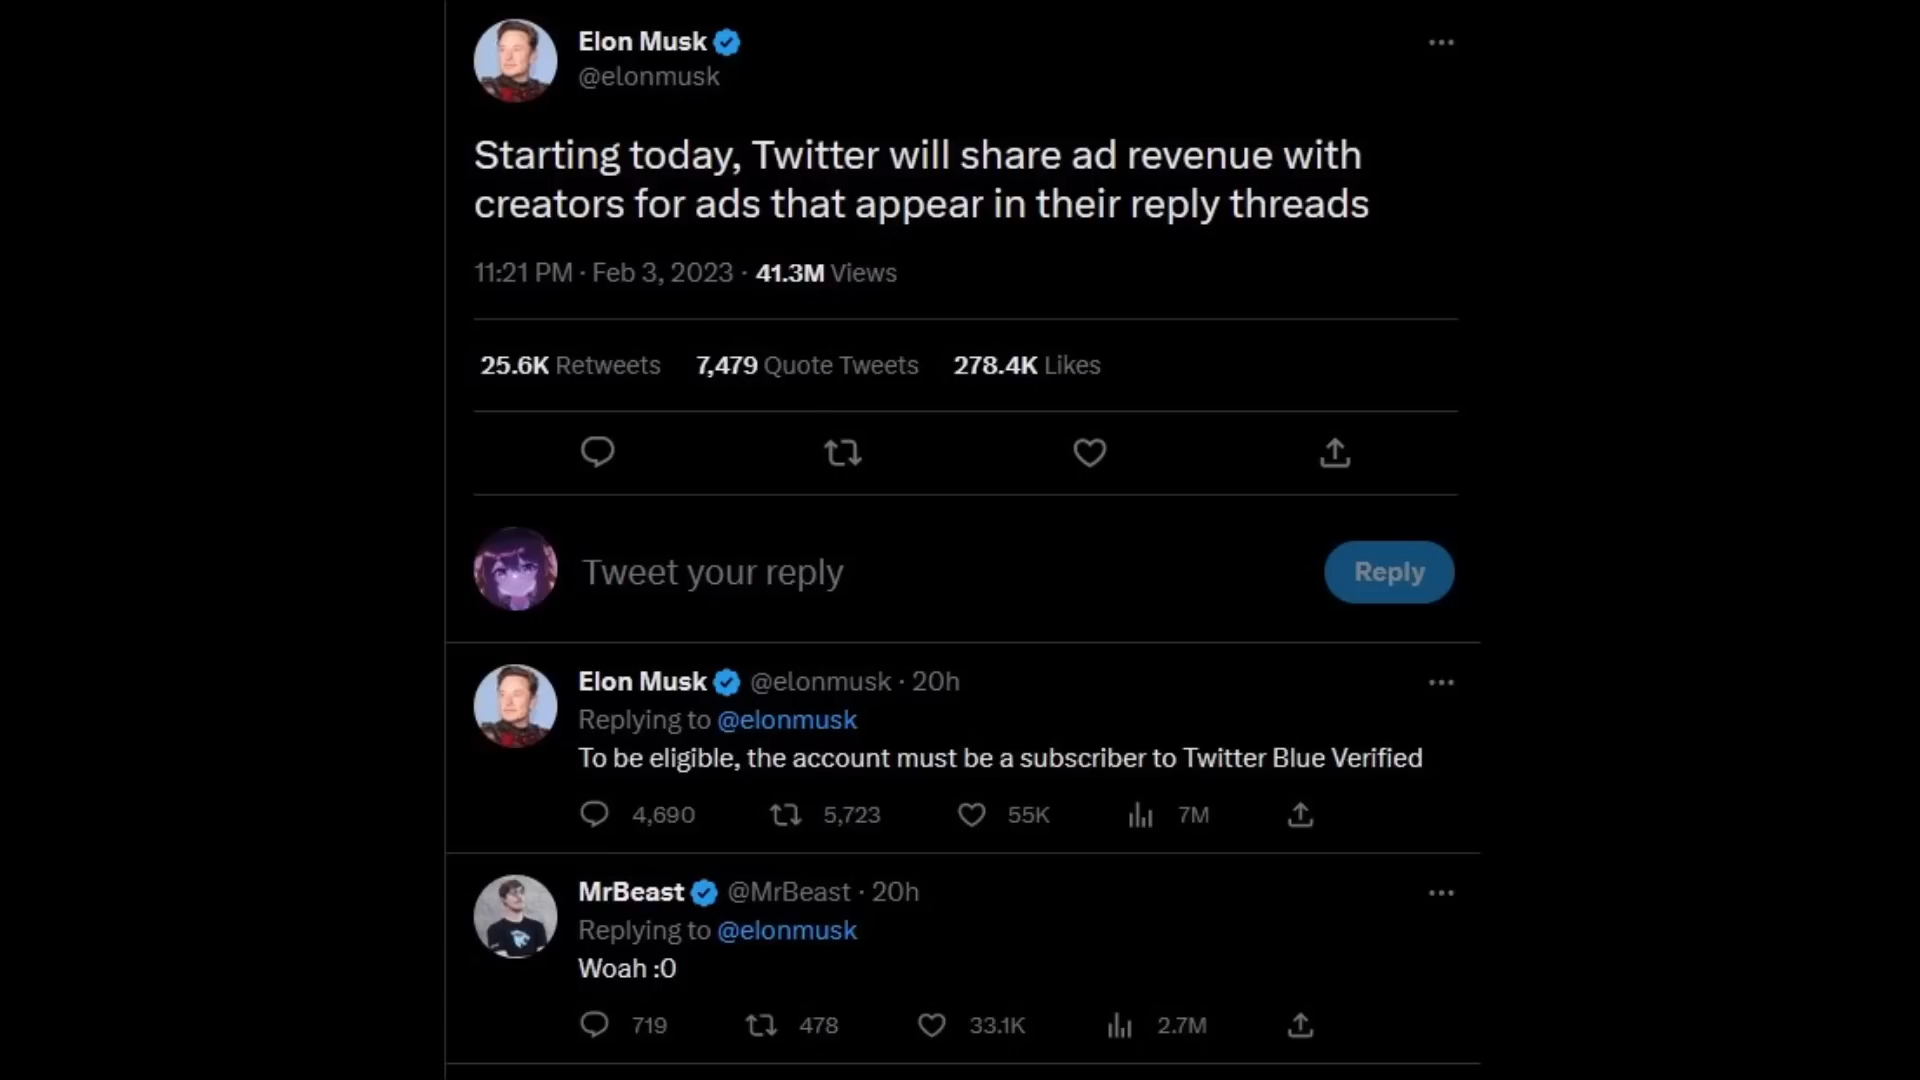 Elon Musk
@elonmusk
Starting today, Twitter will share ad revenue with
creators for ads that appear in their reply threads
11:21 PM · Feb 3, 2023 · 41.3M Views
25.6K Retweets 7,479 Quote Tweets 278.4K Likes
Tweet your reply
Reply
Elon Musk @elonmusk · 20h
Replying to @elonmusk
To be eligible, the account must be a subscriber to Twitter Blue Verified
4,690 5,723 55K 7M
MrBeast @MrBeast · 20h
Replying to @elonmusk
Woah :0
719 478 33.1K 2.7M